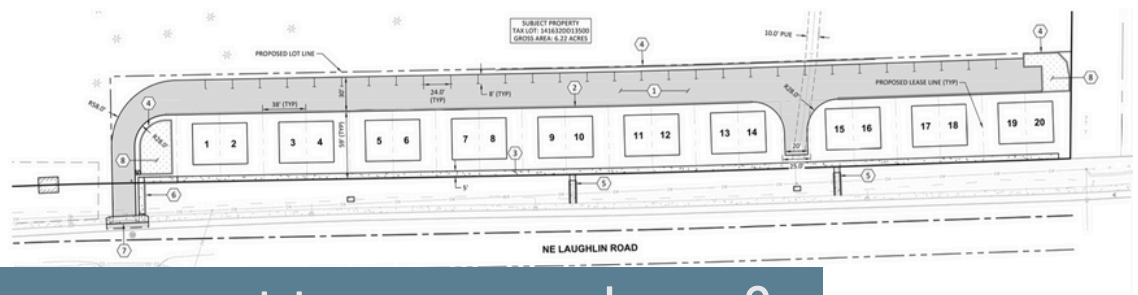 SUBJECT PROPERTY
TAX LOT: 141632DD13500
GROSS AREA: 6.22 ACRES
10.0' PUE
4
4
PROPOSED LOT LINE
8
PROPOSED LEASE LINE (TYP)
R58.0'
4
30'
24.0'
(TYP)
8' (TYP)
2
1
R28.0'
38' (TYP)
R28.0'
59' (TYP)
8
1 2
3 4
5 6
7 8
9 10
11 12
13 14
15 16
17 18
19 20
20'
25.0'
3
5'
6
5
5
7
NE LAUGHLIN ROAD